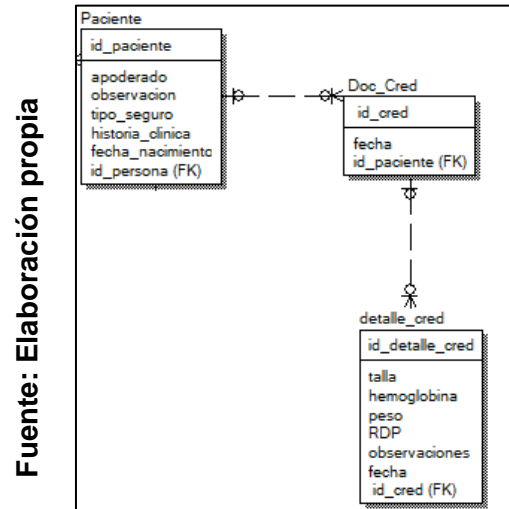 Fuente: Elaboración propia
Paciente
id_paciente
apoderado
observacion
tipo_seguro
historia_clinica
fecha_nacimiento
id_persona (FK)
Doc_Cred
id_cred
fecha
id_paciente (FK)
detalle_cred
id_detalle_cred
talla
hemoglobina
peso
RDP
observaciones
fecha
id_cred (FK)